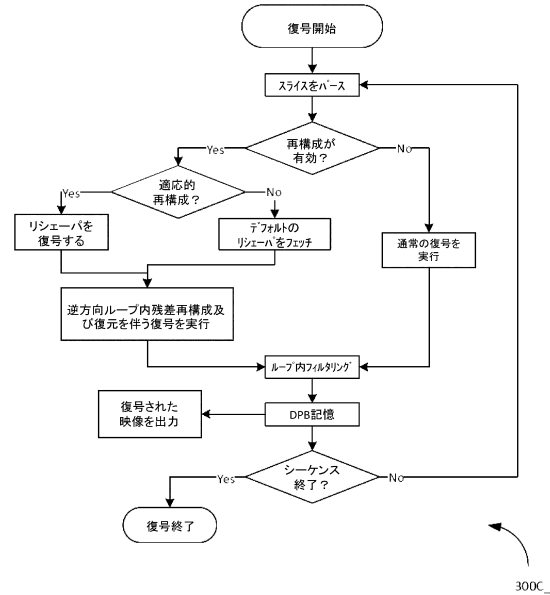 復号開始
スライスをパース
再構成が
有効？
Yes
No
適応的
再構成？
Yes
No
リシェーパを
復号する
デフォルトの
リシェーパをフェッチ
通常の復号を
実行
逆方向ループ内残差再構成及
び復元を伴う復号を実行
ループ内フィルタリング
復号された
映像を出力
DPB記憶
シーケンス
終了？
Yes
No
復号終了
300C_